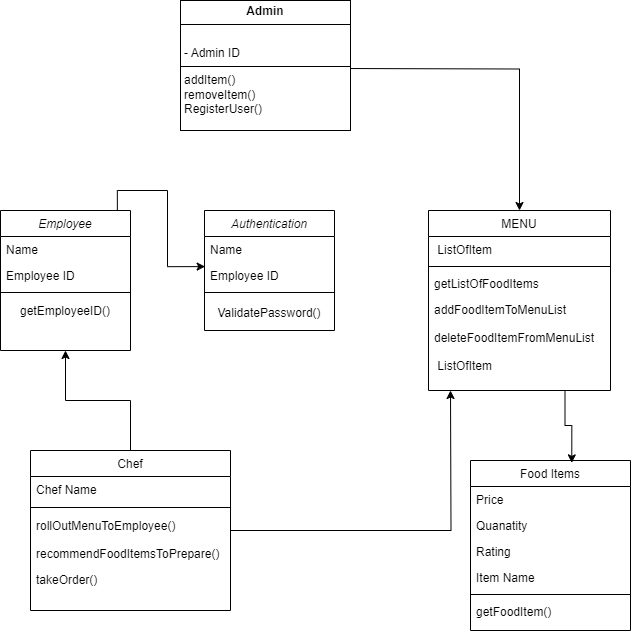 Admin
- Admin ID
addItem()
removeItem()
RegisterUser()
Employee
Name
Employee ID
getEmployeeID()
Authentication
Name
Employee ID
ValidatePassword()
MENU
ListOfItem
getListOfFoodItems
addFoodItemToMenuList
deleteFoodItemFromMenuList
ListOfItem
Chef
Chef Name
rollOutMenuToEmployee()
recommendFoodItemsToPrepare()
takeOrder()
Food Items
Price
Quanatity
Rating
Item Name
getFoodItem()